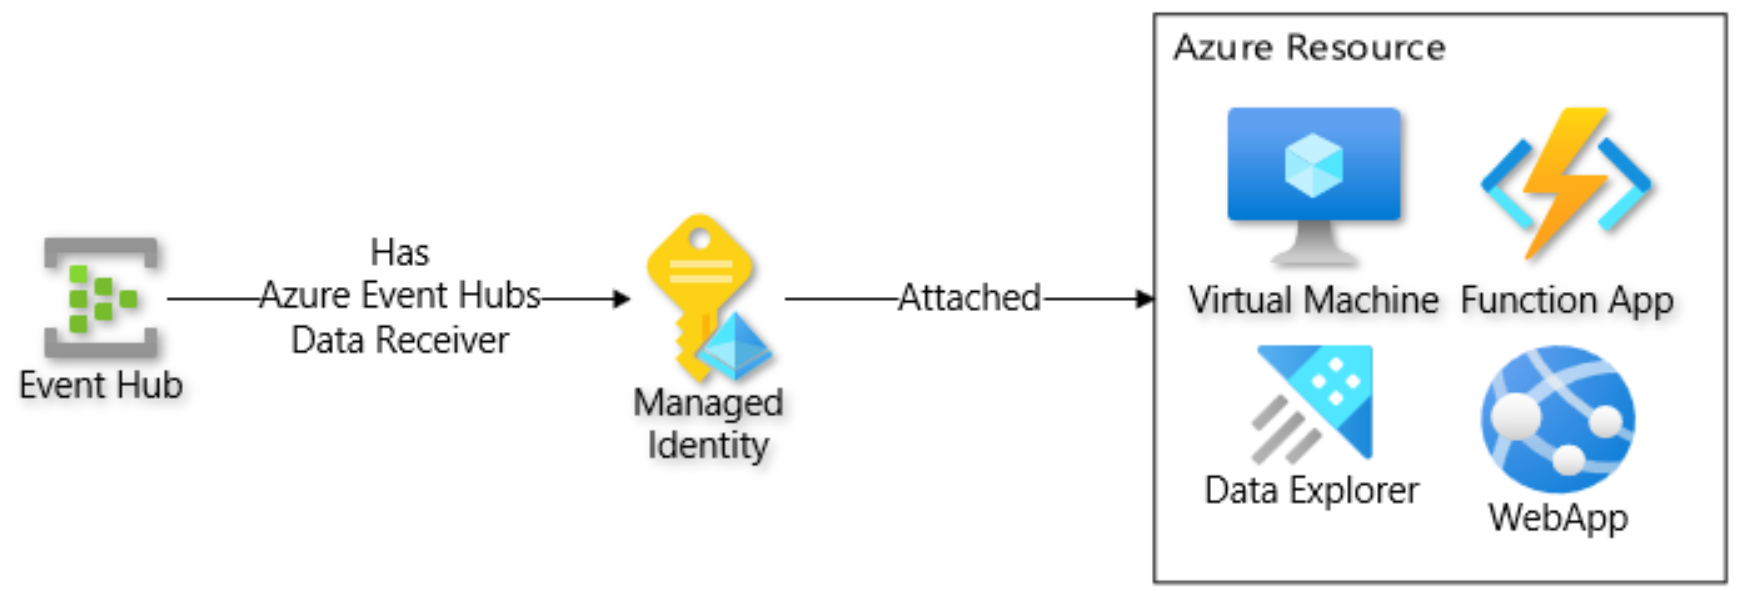 Azure Resource
Has
Azure Event Hubs
Data Receiver
Event Hub
Managed
Identity
Attached
Virtual Machine
Function App
Data Explorer
WebApp